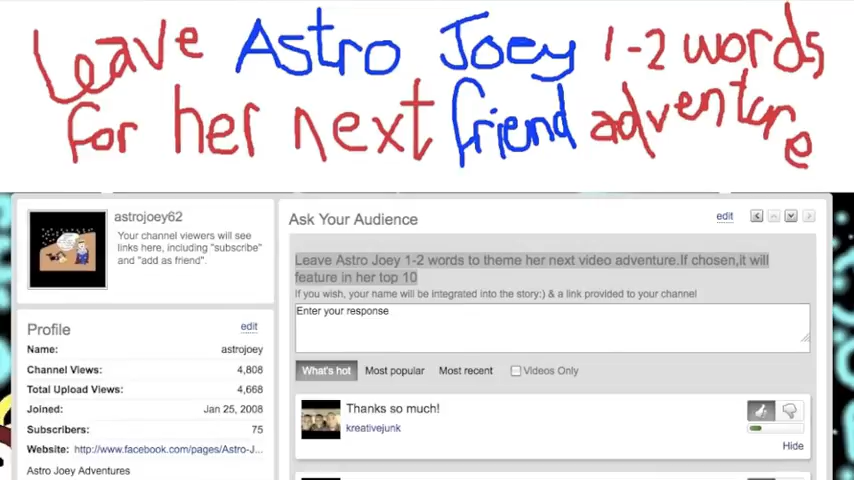 Leave Astro Joey 1-2 words
for her next friend adventure
astrojoey62
Your channel viewers will see
links here, including "subscribe"
and "add as friend".
Profile
edit
Name: astrojoey
Channel Views: 4,808
Total Upload Views: 4,668
Joined: Jan 25, 2008
Subscribers: 75
Website: http://www.facebook.com/pages/Astro-J...
Astro Joey Adventures
Ask Your Audience
edit
Leave Astro Joey 1-2 words to theme her next video adventure.If chosen,it will
feature in her top 10
If you wish, your name will be integrated into the story:) & a link provided to your channel
Enter your response
What's hot Most popular Most recent Videos Only
Thanks so much!
kreativejunk
Hide